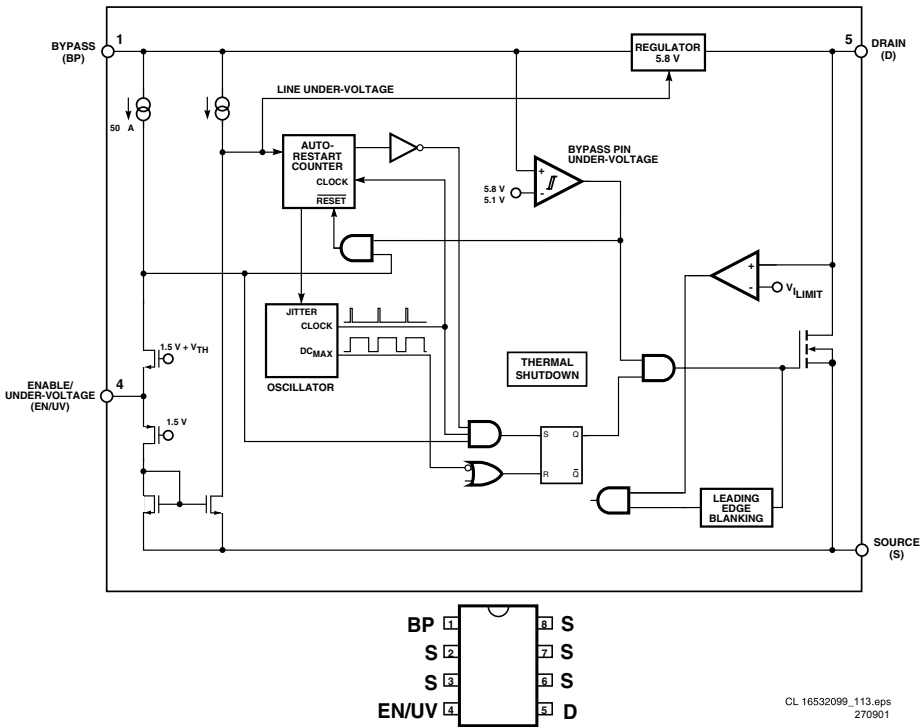 BYPASS
(BP)
1
REGULATOR
5.8 V
5
DRAIN
(D)
LINE UNDER-VOLTAGE
50 A
AUTO-
RESTART
COUNTER
CLOCK
RESET
BYPASS PIN
UNDER-VOLTAGE
+
5.8 V
5.1 V
-
+
-
VILIMIT
JITTER
CLOCK
DCMAX
OSCILLATOR
1.5 V + VTH
THERMAL
SHUTDOWN
ENABLE/
UNDER-VOLTAGE
(EN/UV)
4
1.5 V
S Q
R Q
LEADING
EDGE
BLANKING
SOURCE
(S)
BP 1 8 S
S 2 7 S
S 3 6 S
EN/UV 4 5 D
CL 16532099_113.eps
270901